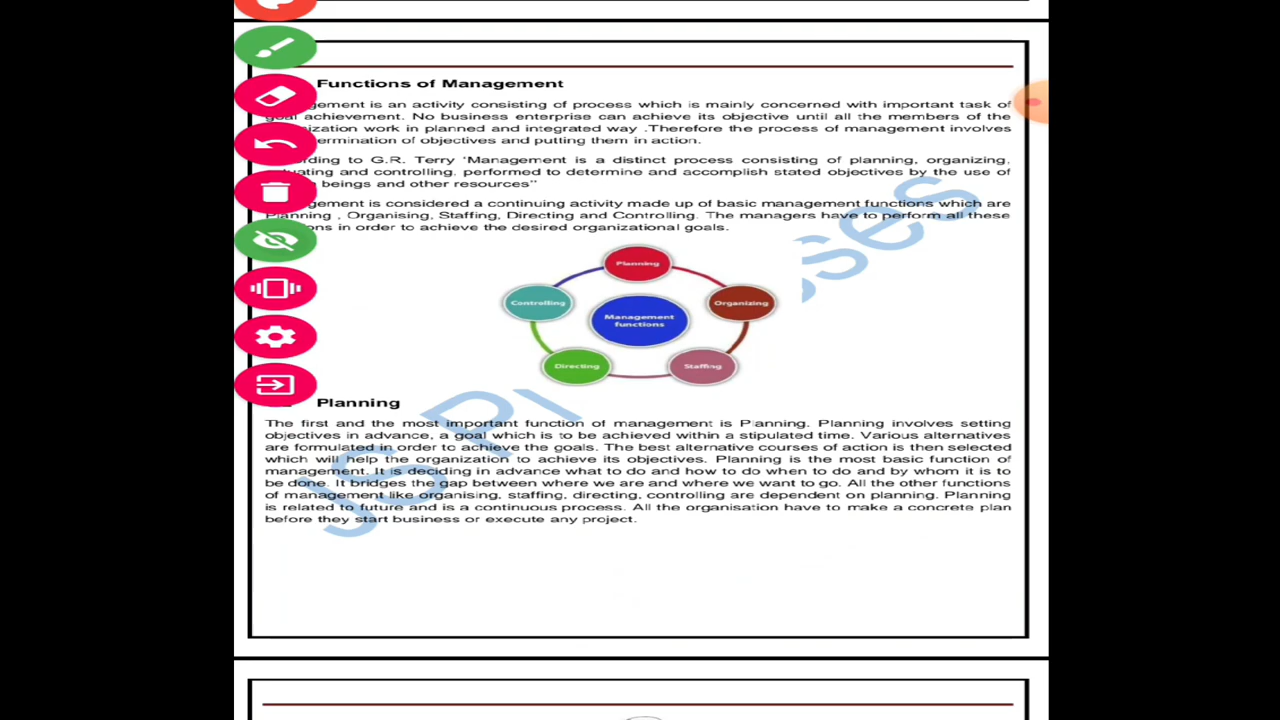 Functions of Management
gement is an activity consisting of process which is mainly concerned with important task of
goal achievement. No business enterprise can achieve its objective until all the members of the
ization work in planned and integrated way .Therefore the process of management involves
ermination of objectives and putting them in action.
rding to G.R. Terry 'Management is a distinct process consisting of planning, organizing,
uating and controlling, performed to determine and accomplish stated objectives by the use of
beings and other resources''
gement is considered a continuing activity made up of basic management functions which are
Planning , Organising, Staffing, Directing and Controlling. The managers have to perform all these
ons in order to achieve the desired organizational goals.
Planning
Controlling
Organizing
Management
functions
Directing
Staffing
Planning
The first and the most important function of management is Planning. Planning involves setting
objectives in advance, a goal which is to be achieved within a stipulated time. Various alternatives
are formulated in order to achieve the goals. The best alternative courses of action is then selected
which will help the organization to achieve its objectives. Planning is the most basic function of
management. It is deciding in advance what to do and how to do when to do and by whom it is to
be done. It bridges the gap between where we are and where we want to go. All the other functions
of management like organising, staffing, directing, controlling are dependent on planning. Planning
is related to future and is a continuous process. All the organisation have to make a concrete plan
before they start business or execute any project.